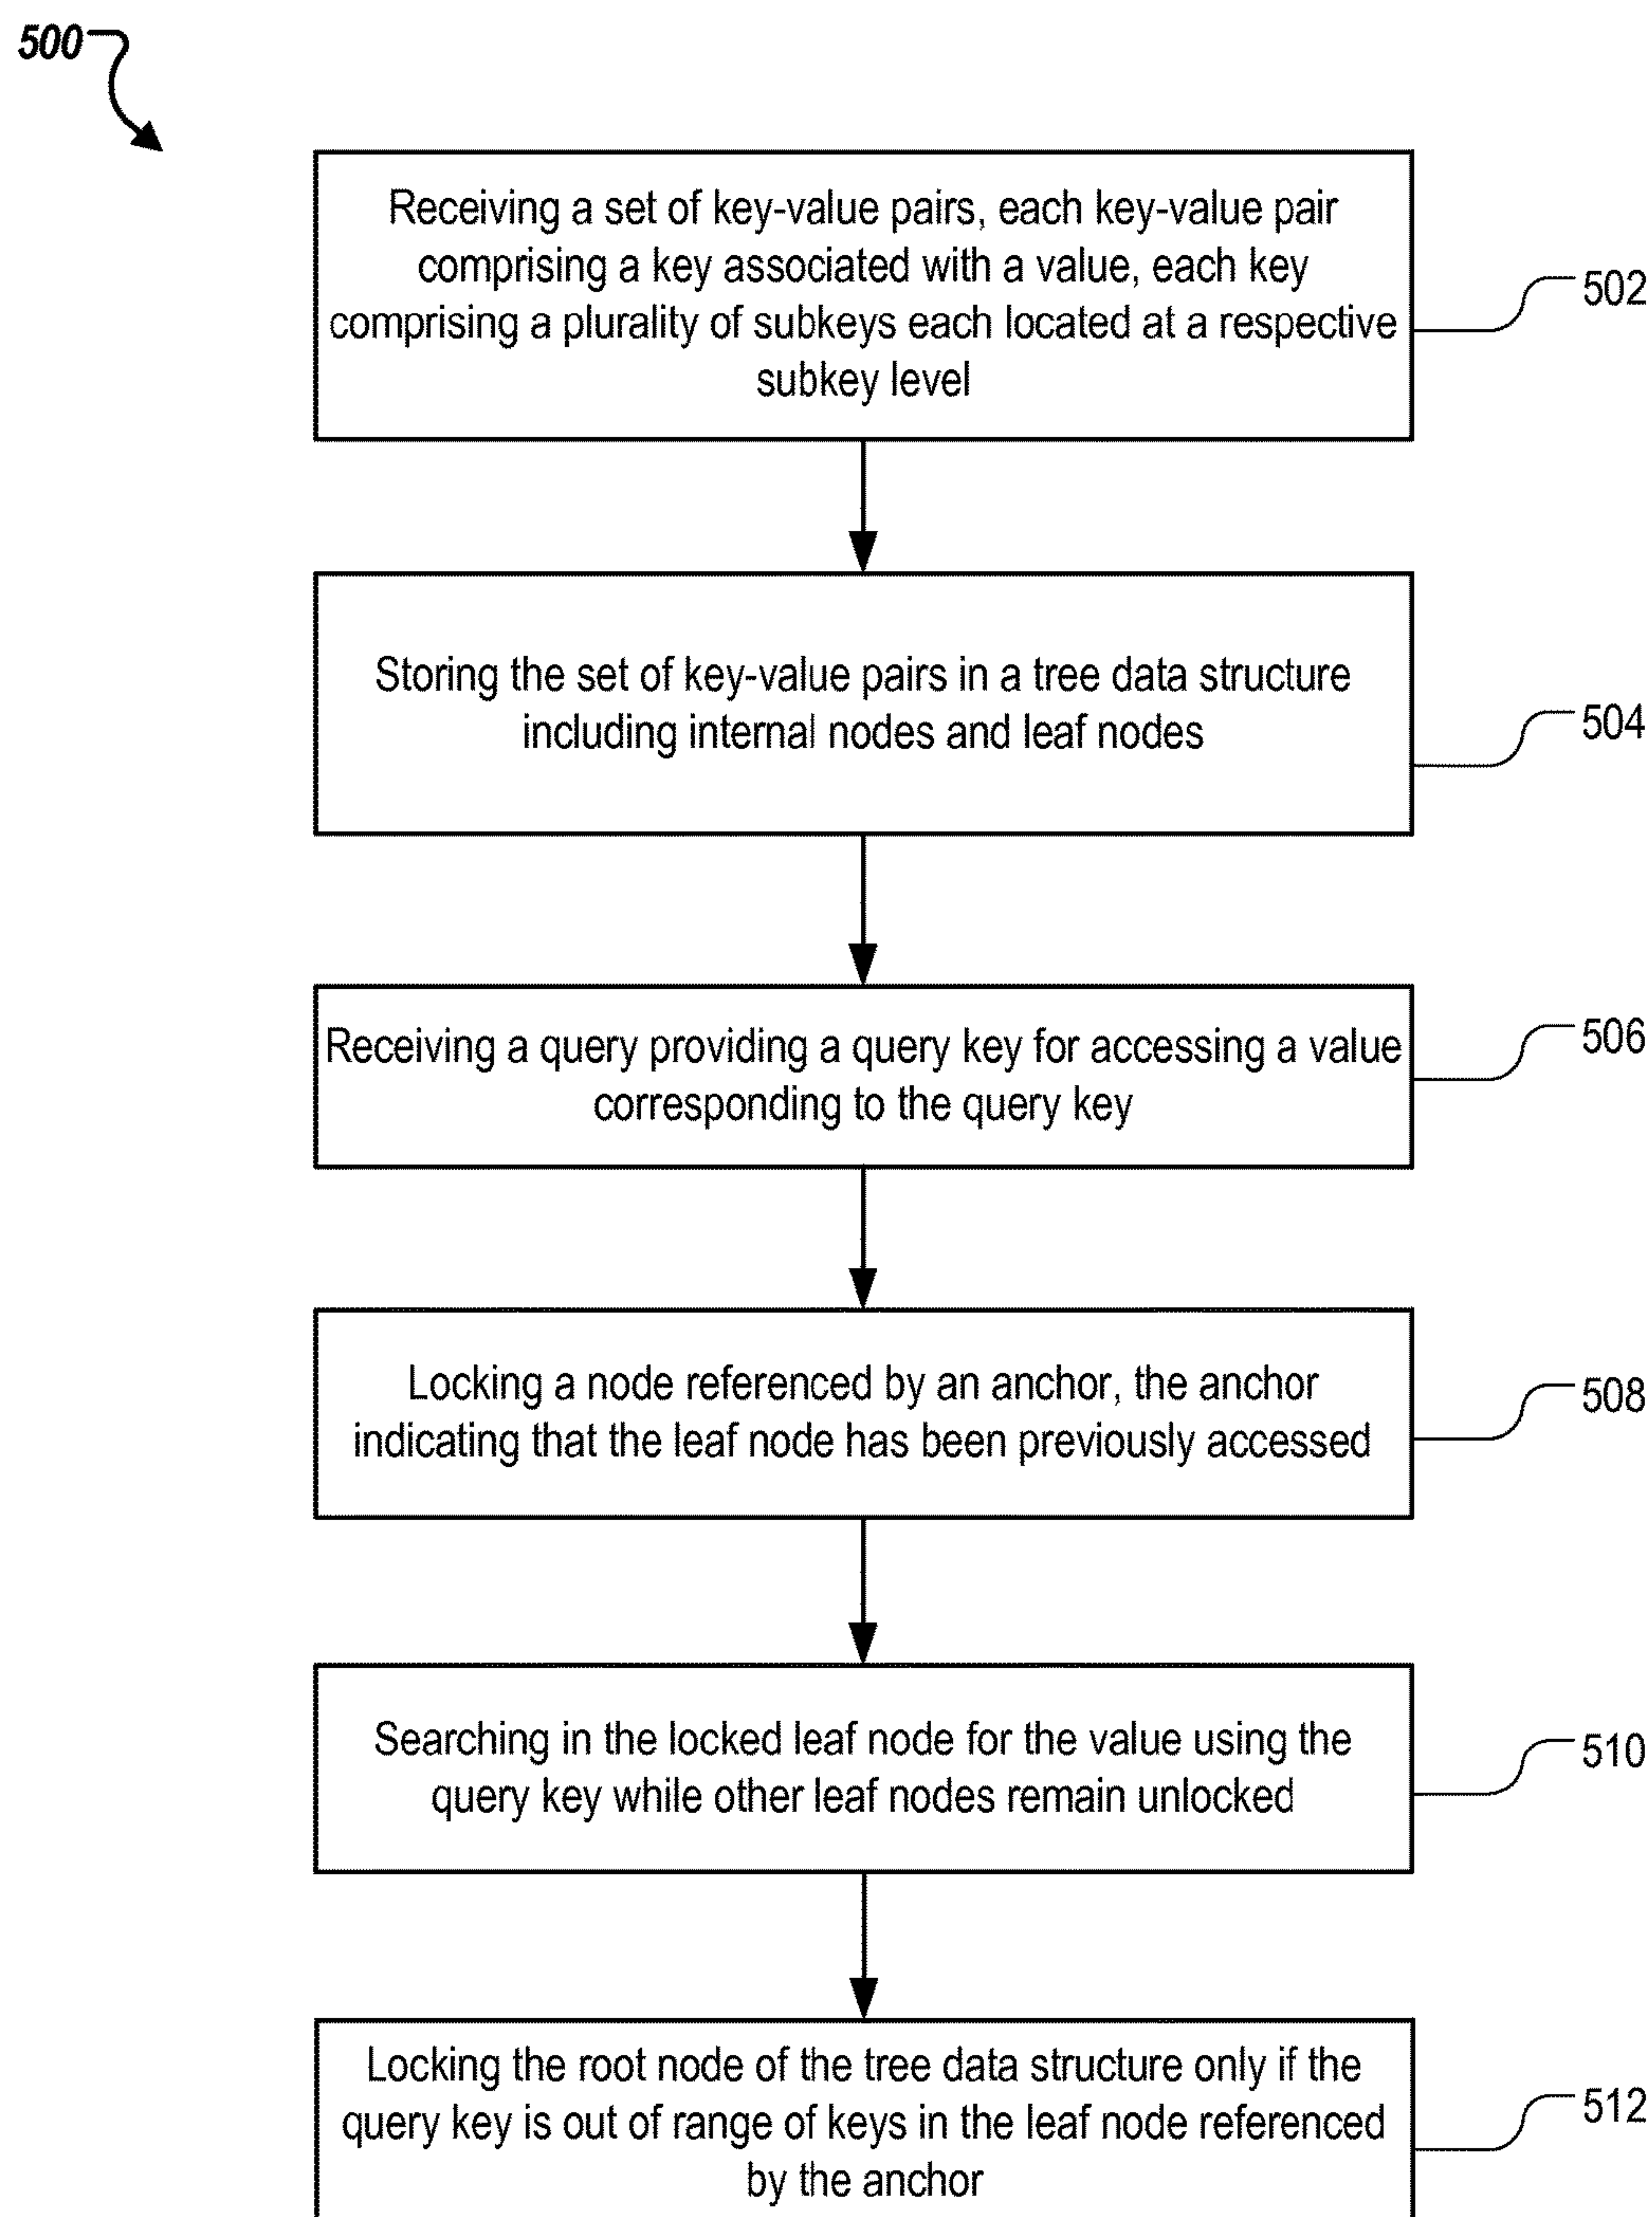 500
Receiving a set of key-value pairs, each key-value pair
comprising a key associated with a value, each key
comprising a plurality of subkeys each located at a respective
subkey level
502
Storing the set of key-value pairs in a tree data structure
including internal nodes and leaf nodes
504
Receiving a query providing a query key for accessing a value
corresponding to the query key
506
Locking a node referenced by an anchor, the anchor
indicating that the leaf node has been previously accessed
508
Searching in the locked leaf node for the value using the
query key while other leaf nodes remain unlocked
510
Locking the root node of the tree data structure only if the
query key is out of range of keys in the leaf node referenced
by the anchor
512